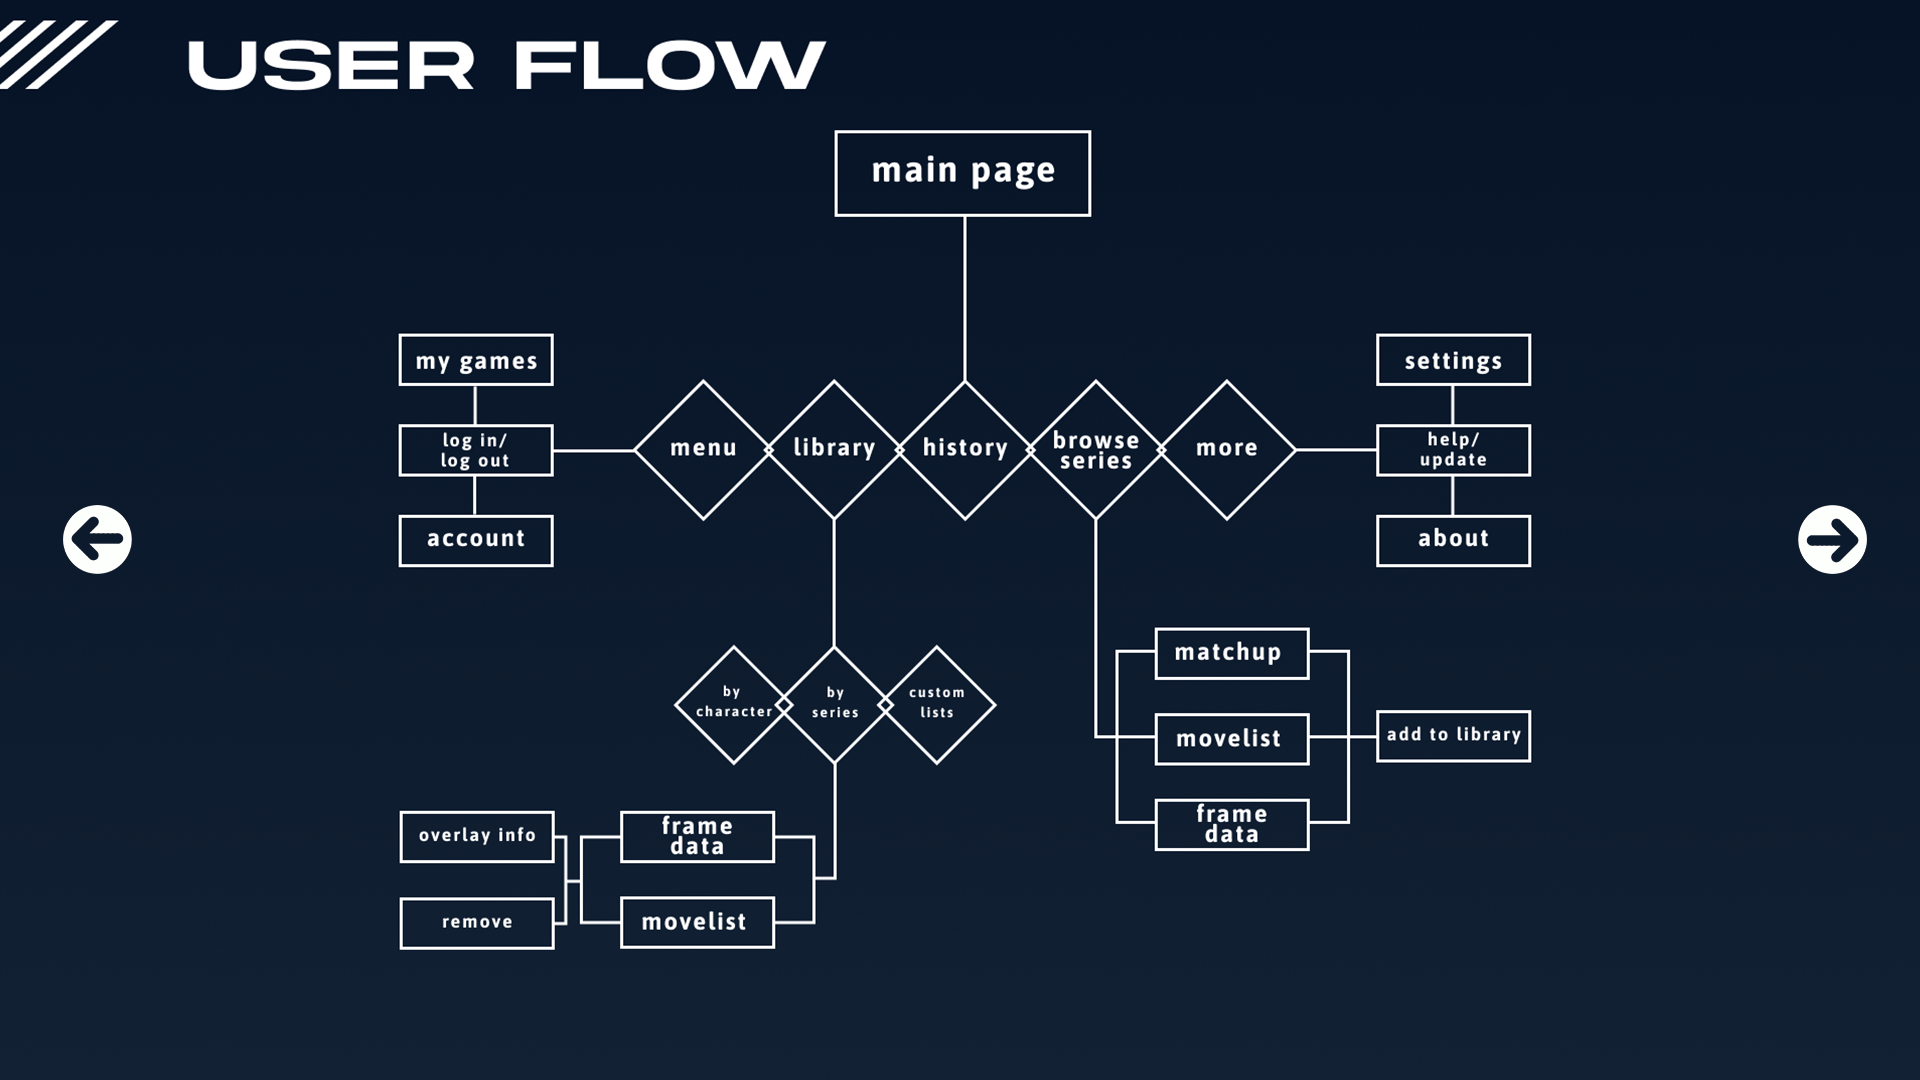 USER FLOW
main page
my games
log in/
log out
account
menu
library
history
browse
series
more
settings
help/
update
about
by
character
by
series
custom
lists
matchup
movelist
frame
data
add to library
overlay info
remove
frame
data
movelist